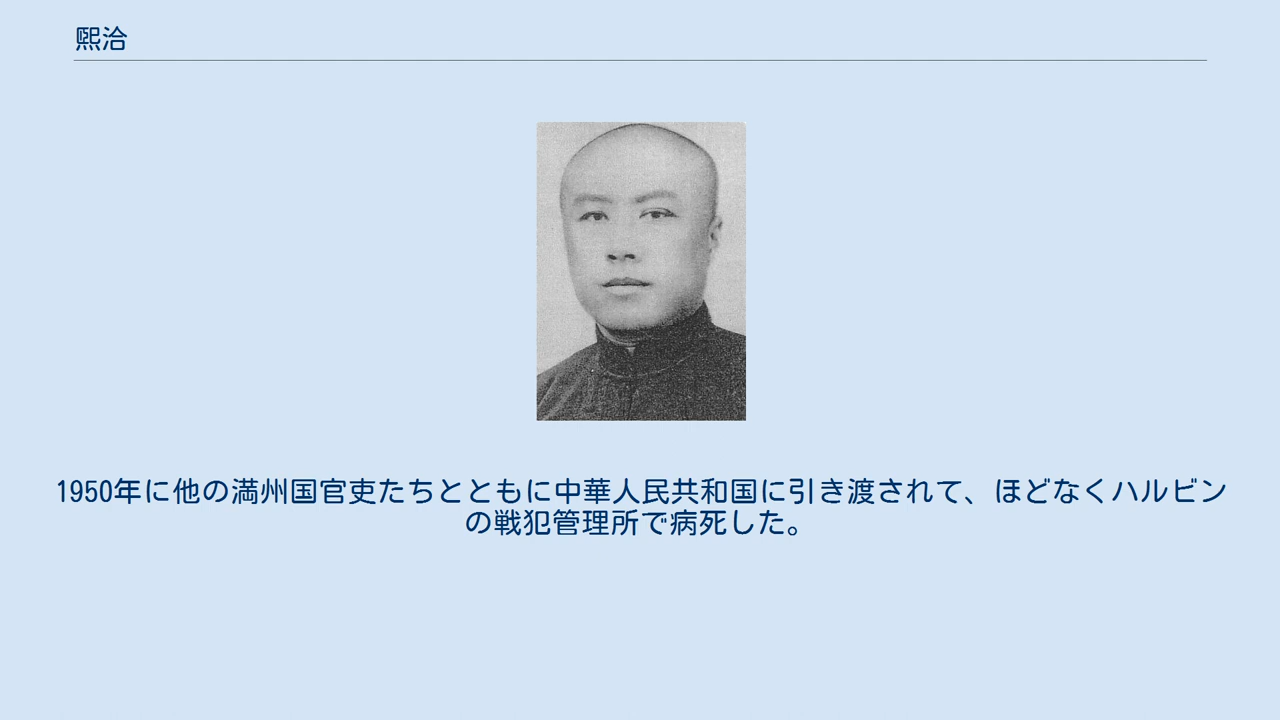 熙洽
1950年に他の満州国官吏たちとともに中華人民共和国に引き渡されて、ほどなくハルビン
の戦犯管理所で病死した。